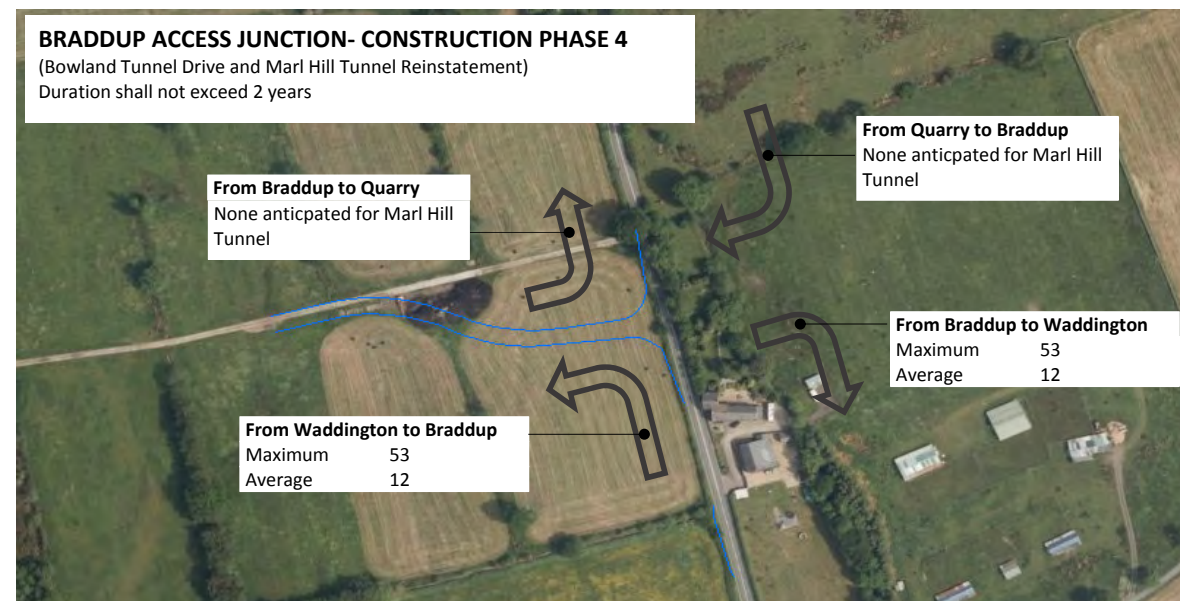 BRADDUP ACCESS JUNCTION- CONSTRUCTION PHASE 4
(Bowland Tunnel Drive and Marl Hill Tunnel Reinstatement)
Duration shall not exceed 2 years
From Quarry to Braddup
None anticpated for Marl Hill
Tunnel
From Braddup to Quarry
None anticpated for Marl Hill
Tunnel
From Braddup to Waddington
Maximum 53
Average 12
From Waddington to Braddup
Maximum 53
Average 12